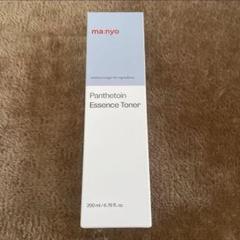 ma:nyo
Panthetoin
Essence Toner
200 ml / 6.76 fl. oz